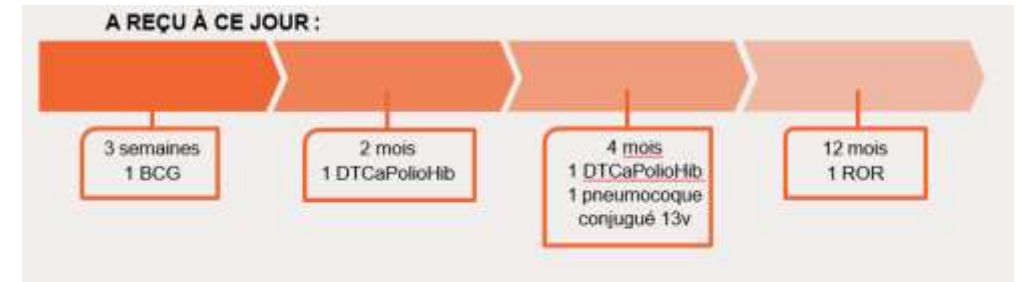 A REÇU À CE JOUR :
3 semaines
1 BCG
2 mois
1 DTCaPolioHib
4 mois
1 DTCaPolioHib
1 pneumocoque
conjugué 13v
12 mois
1 ROR